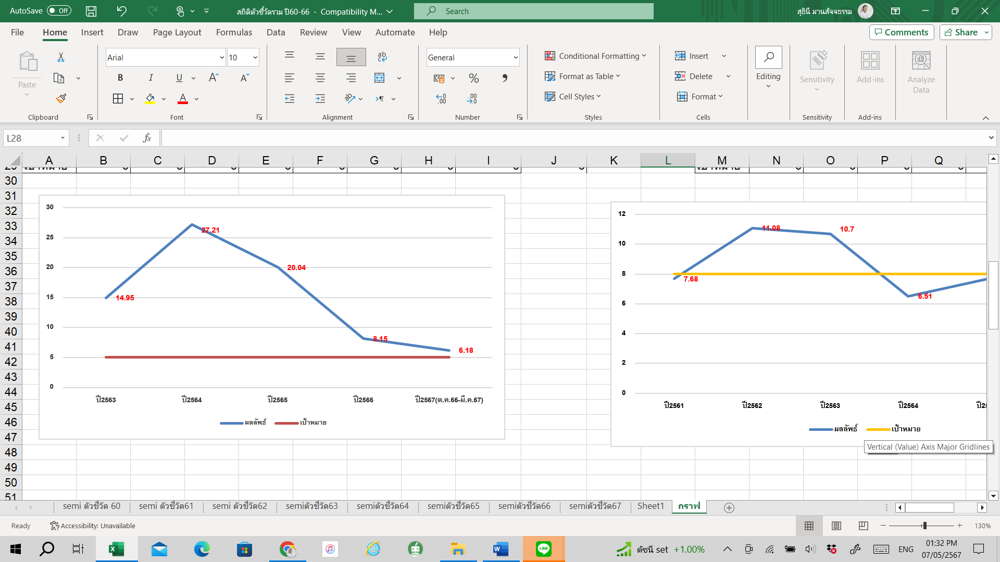 AutoSave Off สถิติตัวชี้วัดรวม ปี60-66 - Compatibility M... Search สุธินี มานสัจจธรรม
File Home Insert Draw Page Layout Formulas Data Review View Automate Help Comments Share
Paste
Clipboard
Arial 10
B I U A A
A
Font
ab
Alignment
General
% ,
Number
Conditional Formatting
Format as Table
Cell Styles
Styles
Insert
Delete
Format
Cells
Editing
Sensitivity
Sensitivity
Add-ins
Add-ins
Analyze Data
L28 fx
A B C D E F G H I J K L M N O P Q
30
31
32
33
34
35
36
37
38
39
40
41
42
43
44
45
46
47
48
49
50
51
30
25
20
15
10
5
0
27.21
20.04
14.95
8.15
6.18
ปี2563 ปี2564 ปี2565 ปี2566 ปี2567(ต.ค.66-มี.ค.67)
ผลลัพธ์ เป้าหมาย
12
10
8
6
4
2
0
11.08
10.7
7.68
6.51
ปี2561 ปี2562 ปี2563 ปี2564
ผลลัพธ์ เป้าหมาย
Vertical (Value) Axis Major Gridlines
semi ตัวชี้วัด 60 semi ตัวชี้วัด61 semi ตัวชี้วัด62 semiตัวชี้วัด63 semiตัวชี้วัด64 semiตัวชี้วัด65 semiตัวชี้วัด66 semiตัวชี้วัด67 Sheet1 กราฟ
Ready Accessibility: Unavailable 130%
ดัชนี set +1.00% ENG 01:32 PM
07/05/2567